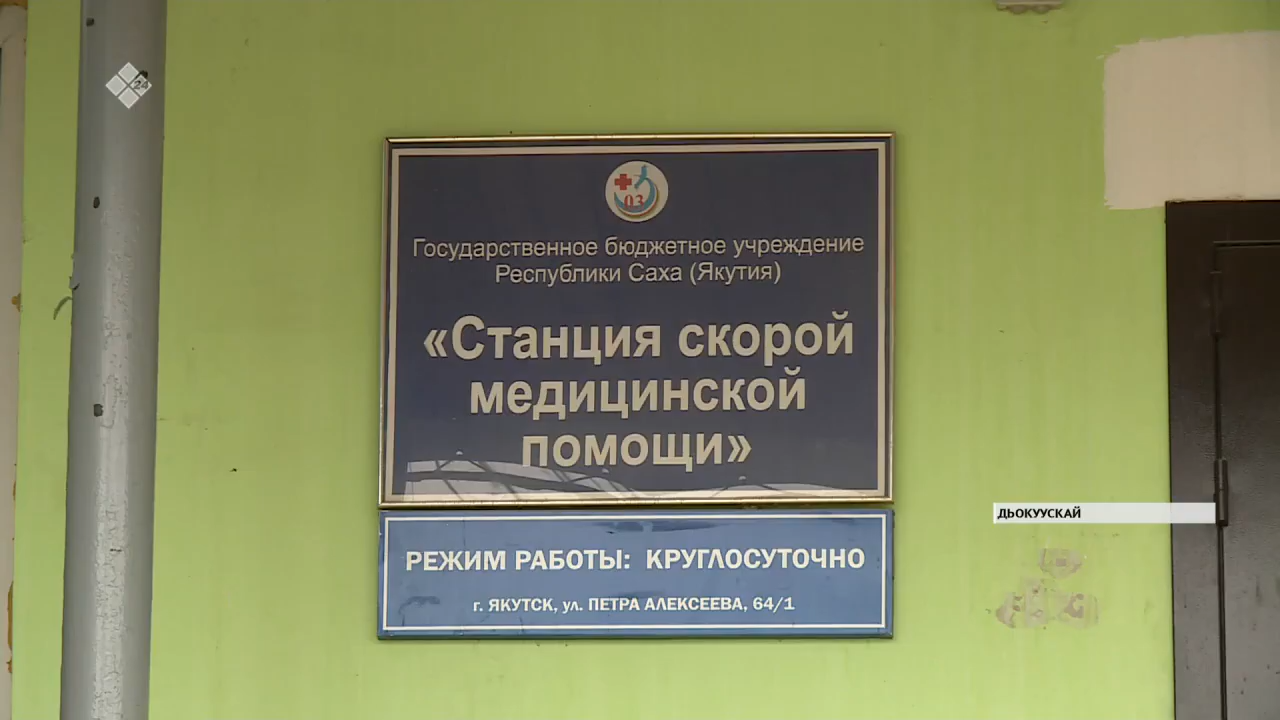 24
03
Государственное бюджетное учреждение
Республики Саха (Якутия)
«Станция скорой
медицинской
помощи»
ДЬОКУУСКАЙ
РЕЖИМ РАБОТЫ: КРУГЛОСУТОЧНО
г. ЯКУТСК, ул. ПЕТРА АЛЕКСЕЕВА, 64/1